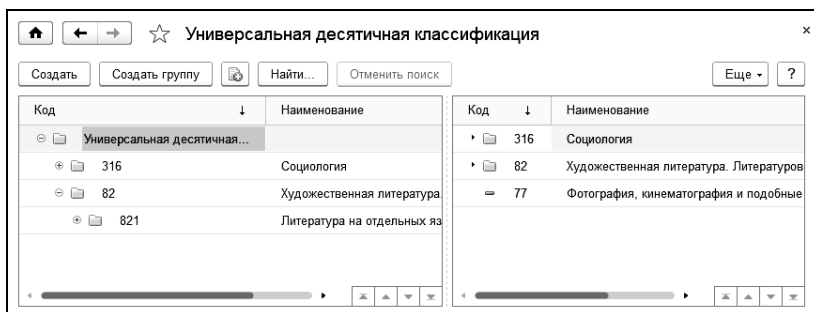 Универсальная десятичная классификация
Создать Создать группу Найти... Отменить поиск Еще ?
Код ↓ Наименование Код ↓ Наименование
Универсальная десятичная... 316 Социология
316 Социология 82 Художественная литература. Литературов
82 Художественная литература. 77 Фотография, кинематография и подобные
821 Литература на отдельных яз